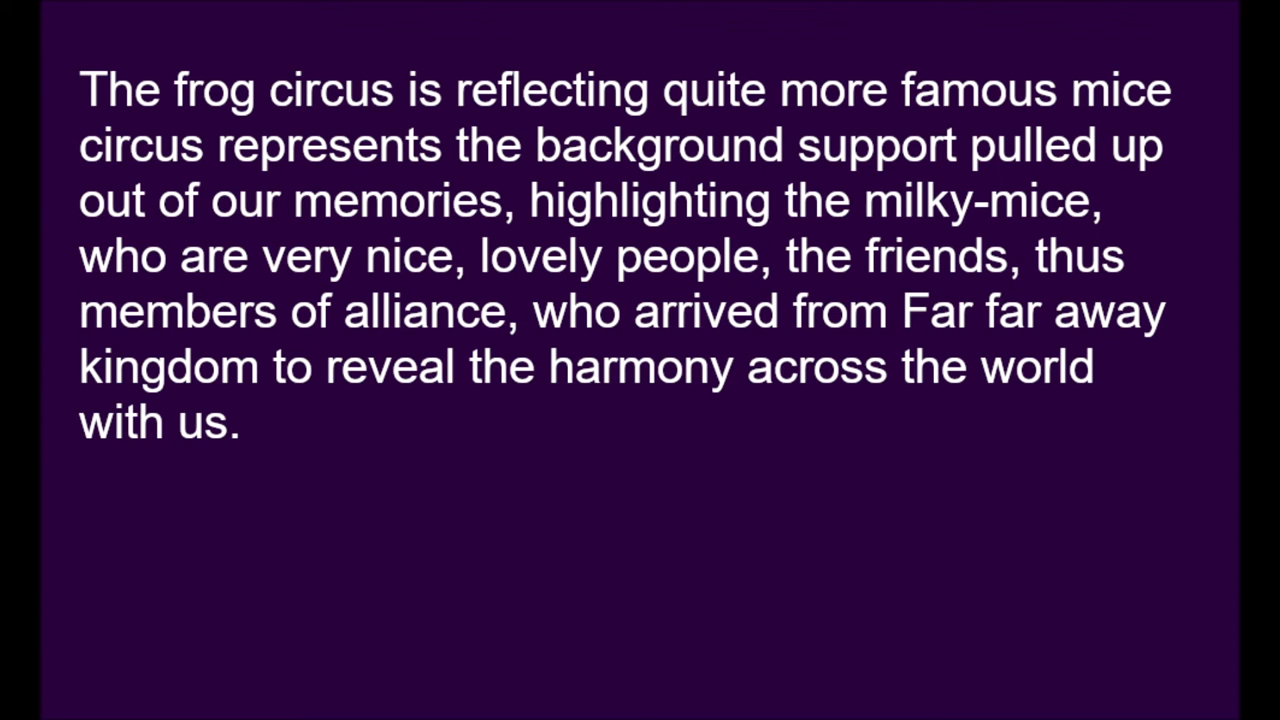 The frog circus is reflecting quite more famous mice
circus represents the background support pulled up
out of our memories, highlighting the milky-mice,
who are very nice, lovely people, the friends, thus
members of alliance, who arrived from Far far away
kingdom to reveal the harmony across the world
with us.